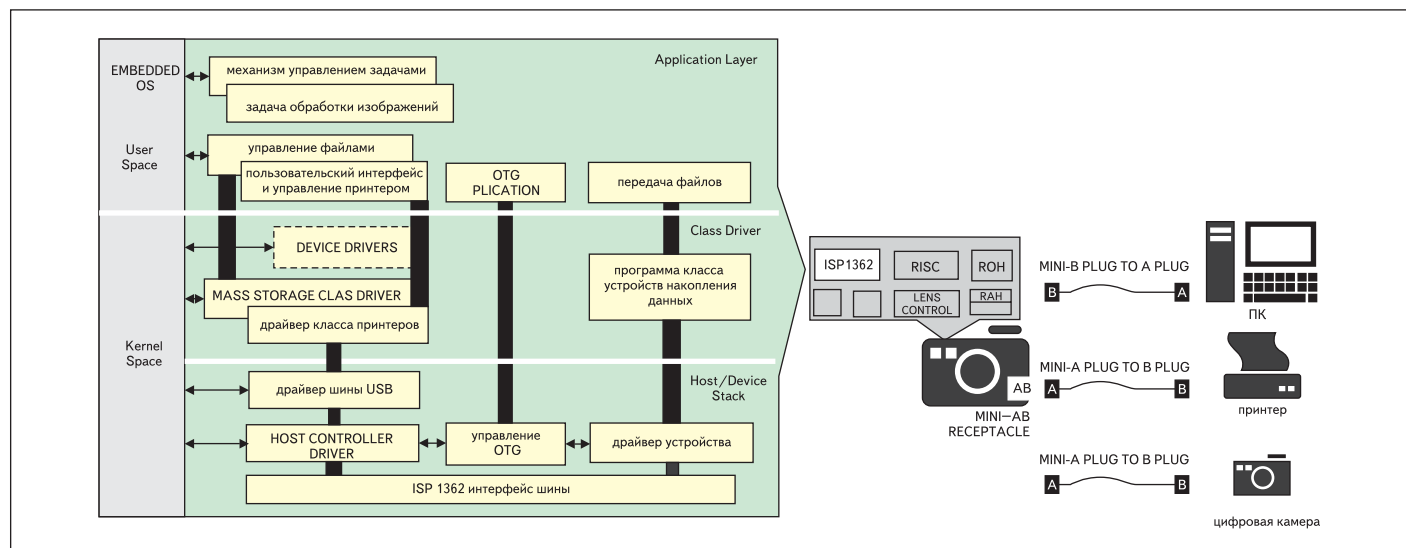 EMBEDDED
OS
механизм управлением задачами
задача обработки изображений
Application Layer
User
Space
управление файлами
пользовательский интерфейс
и управление принтером
OTG
PLICATION
передача файлов
Class Driver
DEVICE DRIVERS
MASS STORAGE CLAS DRIVER
драйвер класса принтеров
программа класса
устройств накопления
данных
Kernel
Space
Host/Device
Stack
драйвер шины USB
HOST CONTROLLER
DRIVER
управление
OTG
драйвер устройства
ISP 1362 интерфейс шины
ISP1362
RISC
ROH
LENS
CONTROL
RAH
AB
MINI-AB
RECEPTACLE
MINI-B PLUG TO A PLUG
B
A
ПК
MINI-A PLUG TO B PLUG
A
B
принтер
MINI-A PLUG TO B PLUG
A
B
цифровая камера